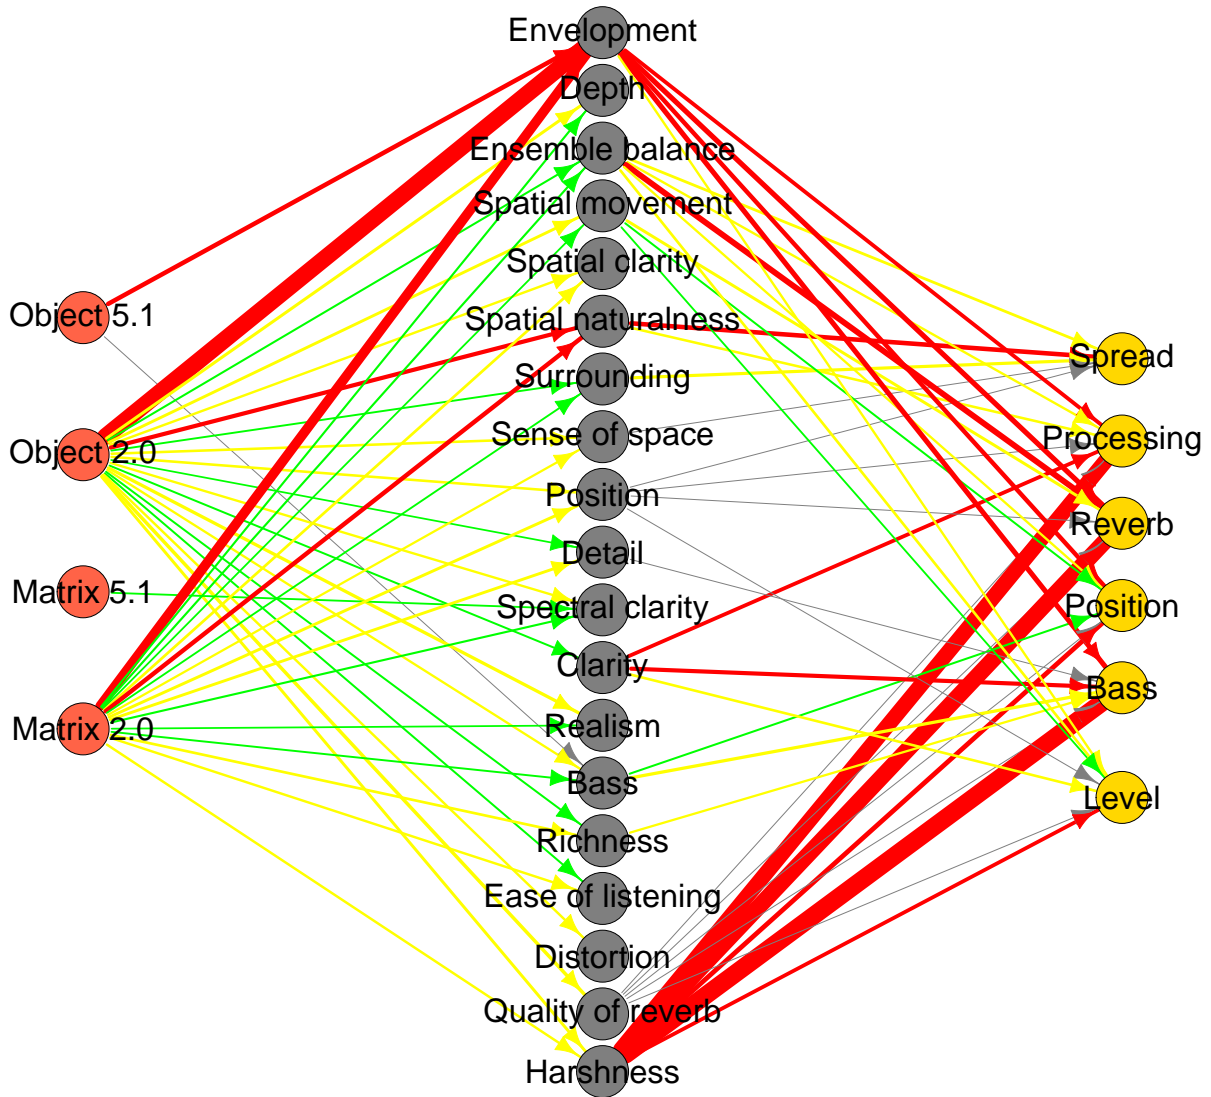 Envelopment
Depth
Ensemble balance
Spatial movement
Spatial clarity
Spatial naturalness
Surrounding
Sense of space
Position
Detail
Spectral clarity
Clarity
Realism
Bass
Richness
Ease of listening
Distortion
Quality of reverb
Harshness
Object 5.1
Object 2.0
Matrix 5.1
Matrix 2.0
Spread
Processing
Reverb
Position
Bass
Level